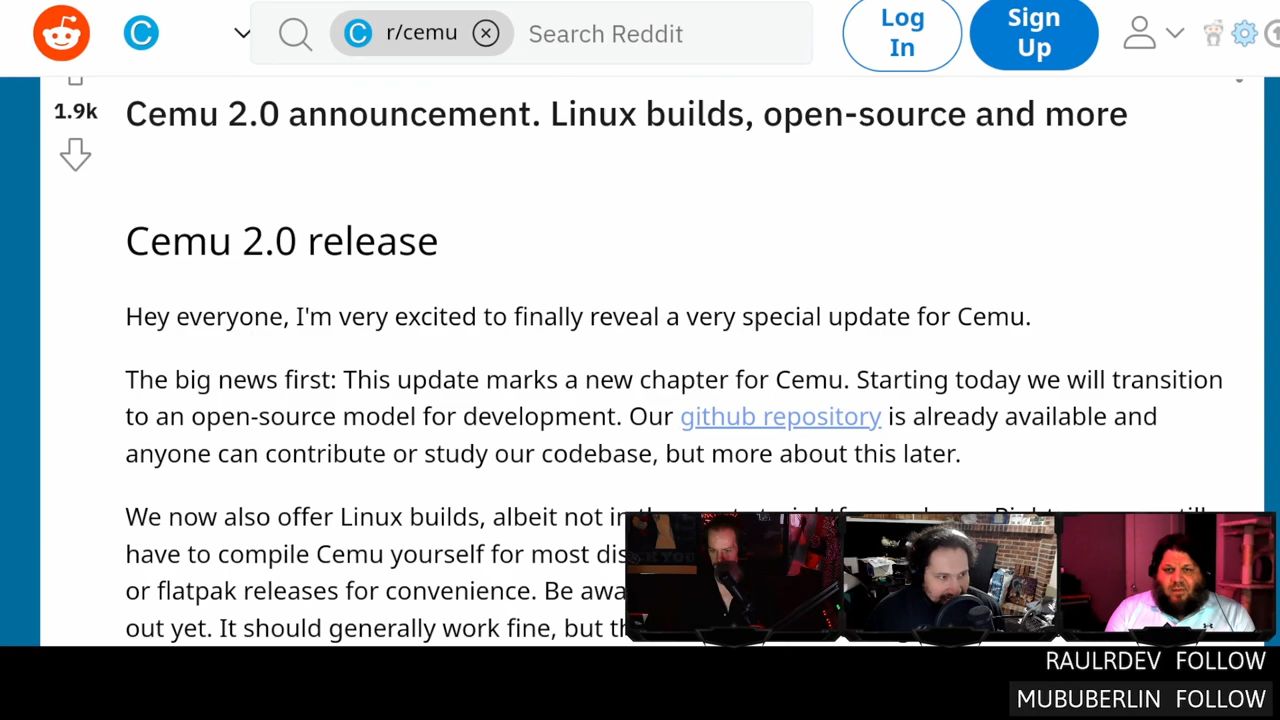 r/cemu
Search Reddit
Log In
Sign Up
1.9k
Cemu 2.0 announcement. Linux builds, open-source and more
Cemu 2.0 release
Hey everyone, I'm very excited to finally reveal a very special update for Cemu.
The big news first: This update marks a new chapter for Cemu. Starting today we will transition
to an open-source model for development. Our github repository is already available and
anyone can contribute or study our codebase, but more about this later.
We now also offer Linux builds, albeit not in
have to compile Cemu yourself for most
or flatpak releases for convenience. Be
out yet. It should generally work fine, but
RAULRDEV FOLLOW
MUBUBERLIN FOLLOW